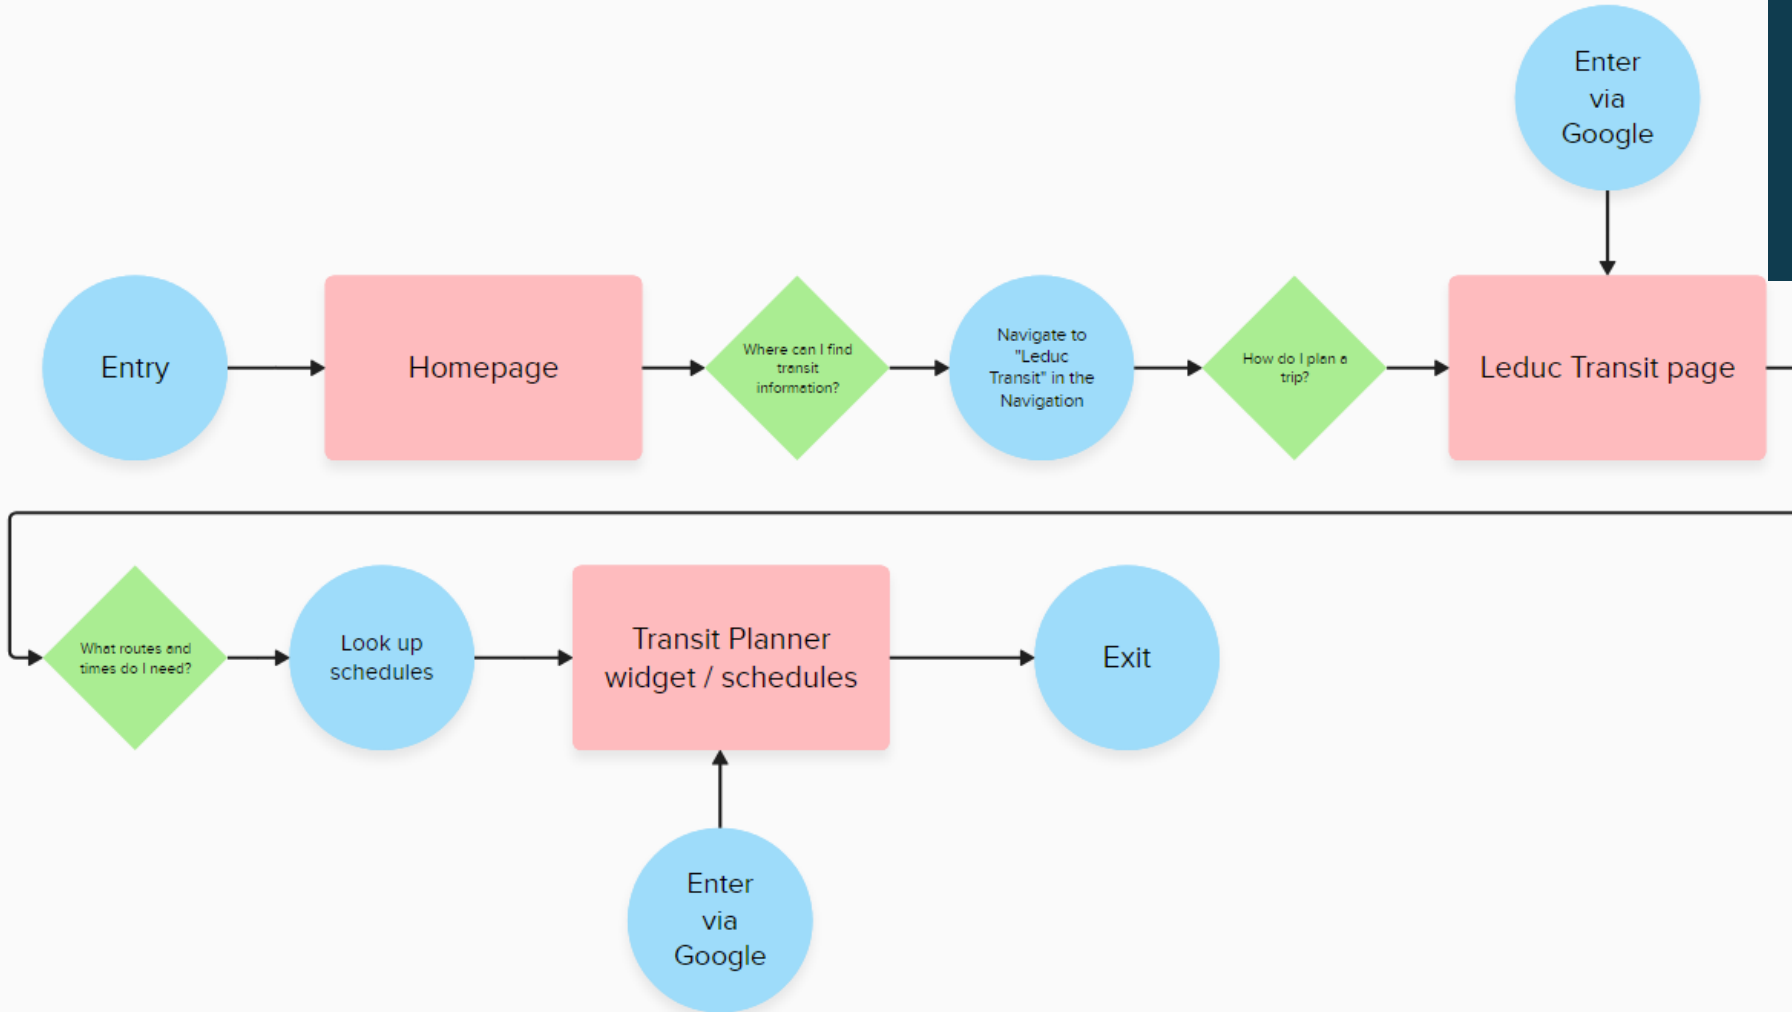 Enter
via
Google
Entry
Homepage
Where can I find
transit
information?
Navigate to
"Leduc
Transit" in the
Navigation
How do I plan a
trip?
Leduc Transit page
What routes and
times do I need?
Look up
schedules
Transit Planner
widget / schedules
Exit
Enter
via
Google